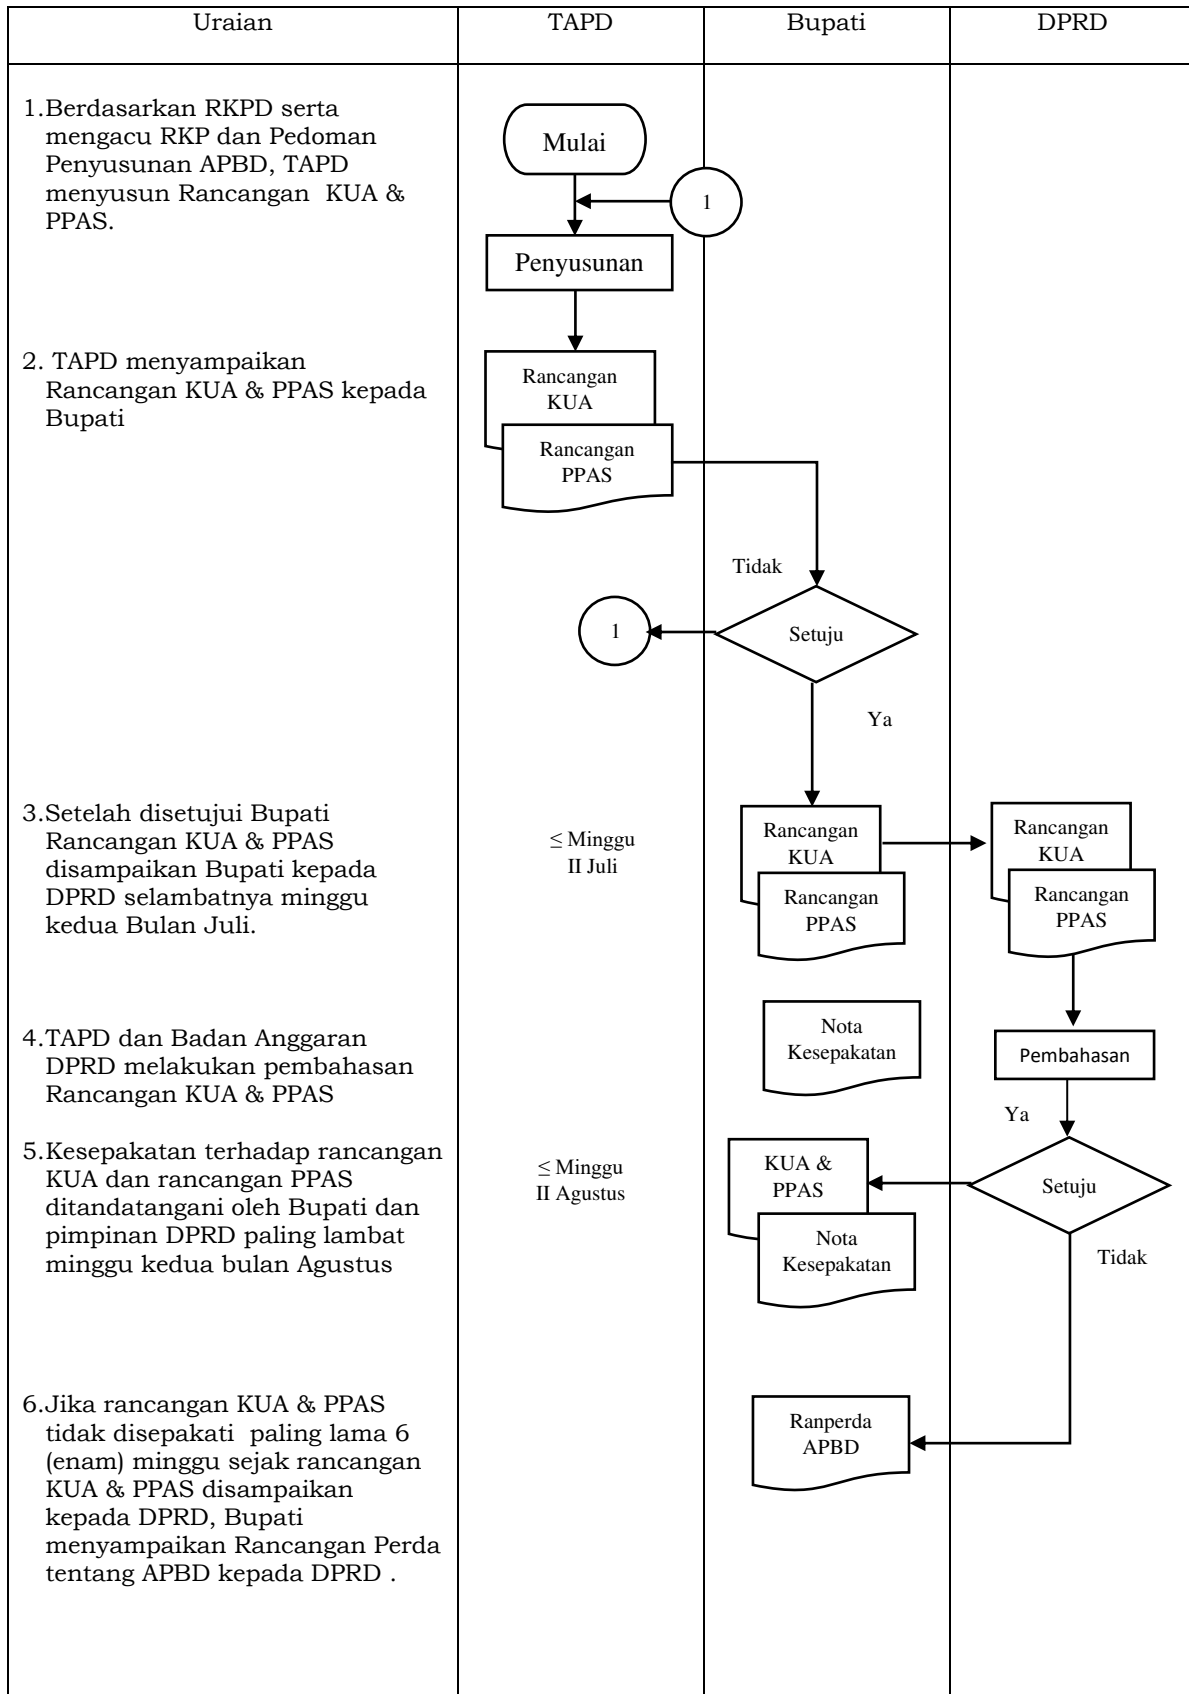 Uraian
TAPD
Bupati
DPRD
1.Berdasarkan RKPD serta
mengacu RKP dan Pedoman
Penyusunan APBD, TAPD
menyusun Rancangan KUA &
PPAS.
Mulai
1
Penyusunan
2. TAPD menyampaikan
Rancangan KUA & PPAS kepada
Bupati
Rancangan
KUA
Rancangan
PPAS
Tidak
1
Setuju
Ya
3.Setelah disetujui Bupati
Rancangan KUA & PPAS
disampaikan Bupati kepada
DPRD selambatnya minggu
kedua Bulan Juli.
≤ Minggu
II Juli
Rancangan
KUA
Rancangan
PPAS
Rancangan
KUA
Rancangan
PPAS
4.TAPD dan Badan Anggaran
DPRD melakukan pembahasan
Rancangan KUA & PPAS
Nota
Kesepakatan
Pembahasan
Ya
5.Kesepakatan terhadap rancangan
KUA dan rancangan PPAS
ditandatangani oleh Bupati dan
pimpinan DPRD paling lambat
minggu kedua bulan Agustus
≤ Minggu
II Agustus
KUA &
PPAS
Nota
Kesepakatan
Setuju
Tidak
6.Jika rancangan KUA & PPAS
tidak disepakati paling lama 6
(enam) minggu sejak rancangan
KUA & PPAS disampaikan
kepada DPRD, Bupati
menyampaikan Rancangan Perda
tentang APBD kepada DPRD .
Ranperda
APBD